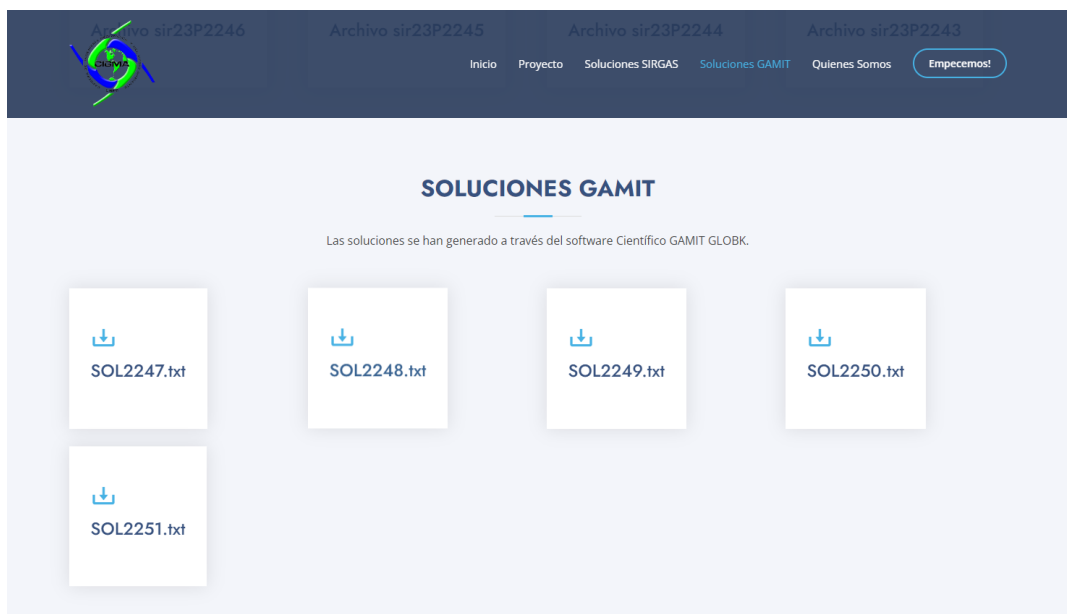 Archivo sir23P2246 Archivo sir23P2245 Archivo sir23P2244 Archivo sir23P2243
CIGMA
Inicio Proyecto Soluciones SIRGAS Soluciones GAMIT Quienes Somos Empecemos!
SOLUCIONES GAMIT
Las soluciones se han generado a través del software Científico GAMIT GLOBK.
SOL2247.txt SOL2248.txt SOL2249.txt SOL2250.txt
SOL2251.txt